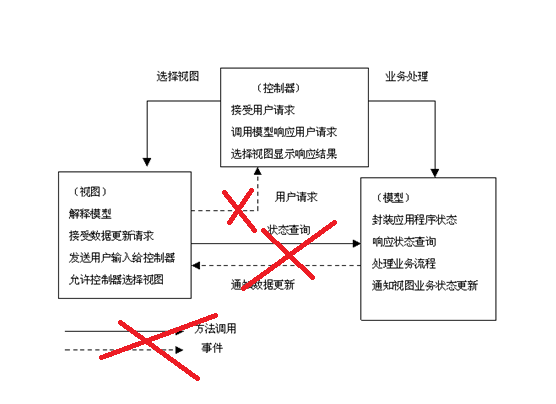 选择视图
业务处理
（控制器）
接受用户请求
调用模型响应用户请求
选择视图显示响应结果
（视图）
解释模型
接受数据更新请求
发送用户输入给控制器
允许控制器选择视图
用户请求
状态查询
通知数据更新
（模型）
封装应用程序状态
响应状态查询
处理业务流程
通知视图业务状态更新
方法调用
事件